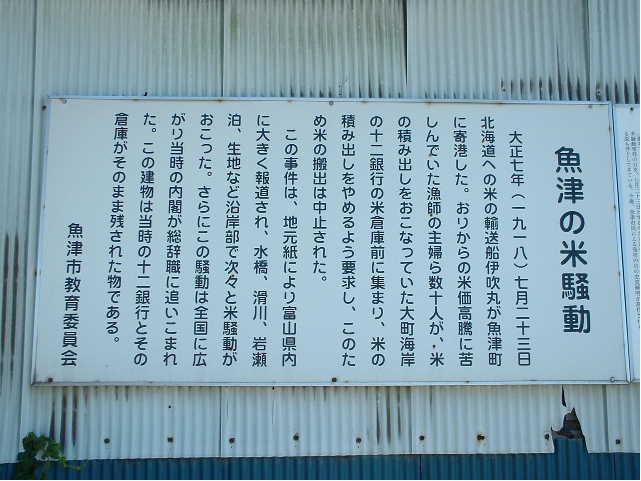 魚津の米騒動
大正七年(一九一八)七月二十三日
北海道への米の輸送船伊吹丸が魚津町
に寄港した。おりからの米価高騰に苦
しんでいた漁師の主婦ら数十人が、米
の積み出しをおこなっていた大町海岸
の十二銀行の米倉庫前に集まり、米の
積み出しをやめるよう要求し、このた
め米の搬出は中止された。
この事件は、地元紙により富山県内
に大きく報道され、水橋、滑川、岩瀬
泊、生地など沿岸部で次々と米騒動が
おこった。さらにこの騒動は全国に広
がり当時の内閣が総辞職に追いこまれ
た。この建物は当時の十二銀行とその
倉庫がそのまま残された物である。
魚津市教育委員会